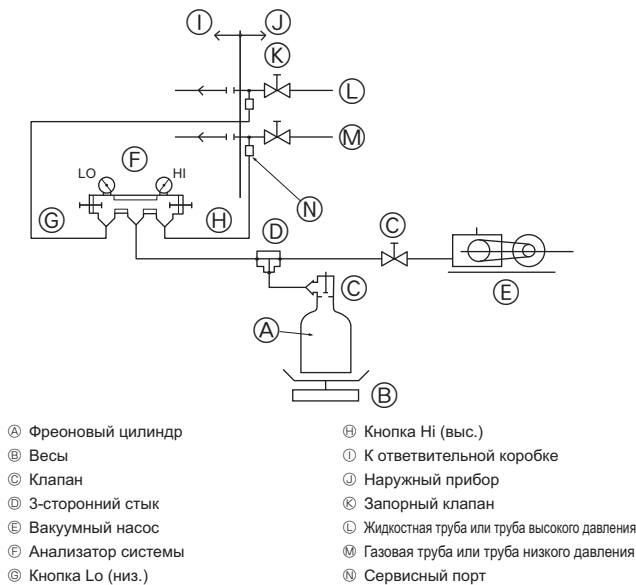 Ⓘ Ⓙ
Ⓚ
Ⓛ
Ⓜ
Ⓕ
LO HI
Ⓝ
Ⓖ Ⓗ
Ⓓ Ⓒ
Ⓒ Ⓔ
Ⓐ
Ⓑ
Ⓐ Фреоновый цилиндр
Ⓑ Весы
Ⓒ Клапан
Ⓓ 3-сторонний стык
Ⓔ Вакуумный насос
Ⓕ Анализатор системы
Ⓖ Кнопка Lo (низ.)
Ⓗ Кнопка Hi (выс.)
Ⓘ К ответвительной коробке
Ⓙ Наружный прибор
Ⓚ Запорный клапан
Ⓛ Жидкостная труба или труба высокого давления
Ⓜ Газовая труба или труба низкого давления
Ⓝ Сервисный порт